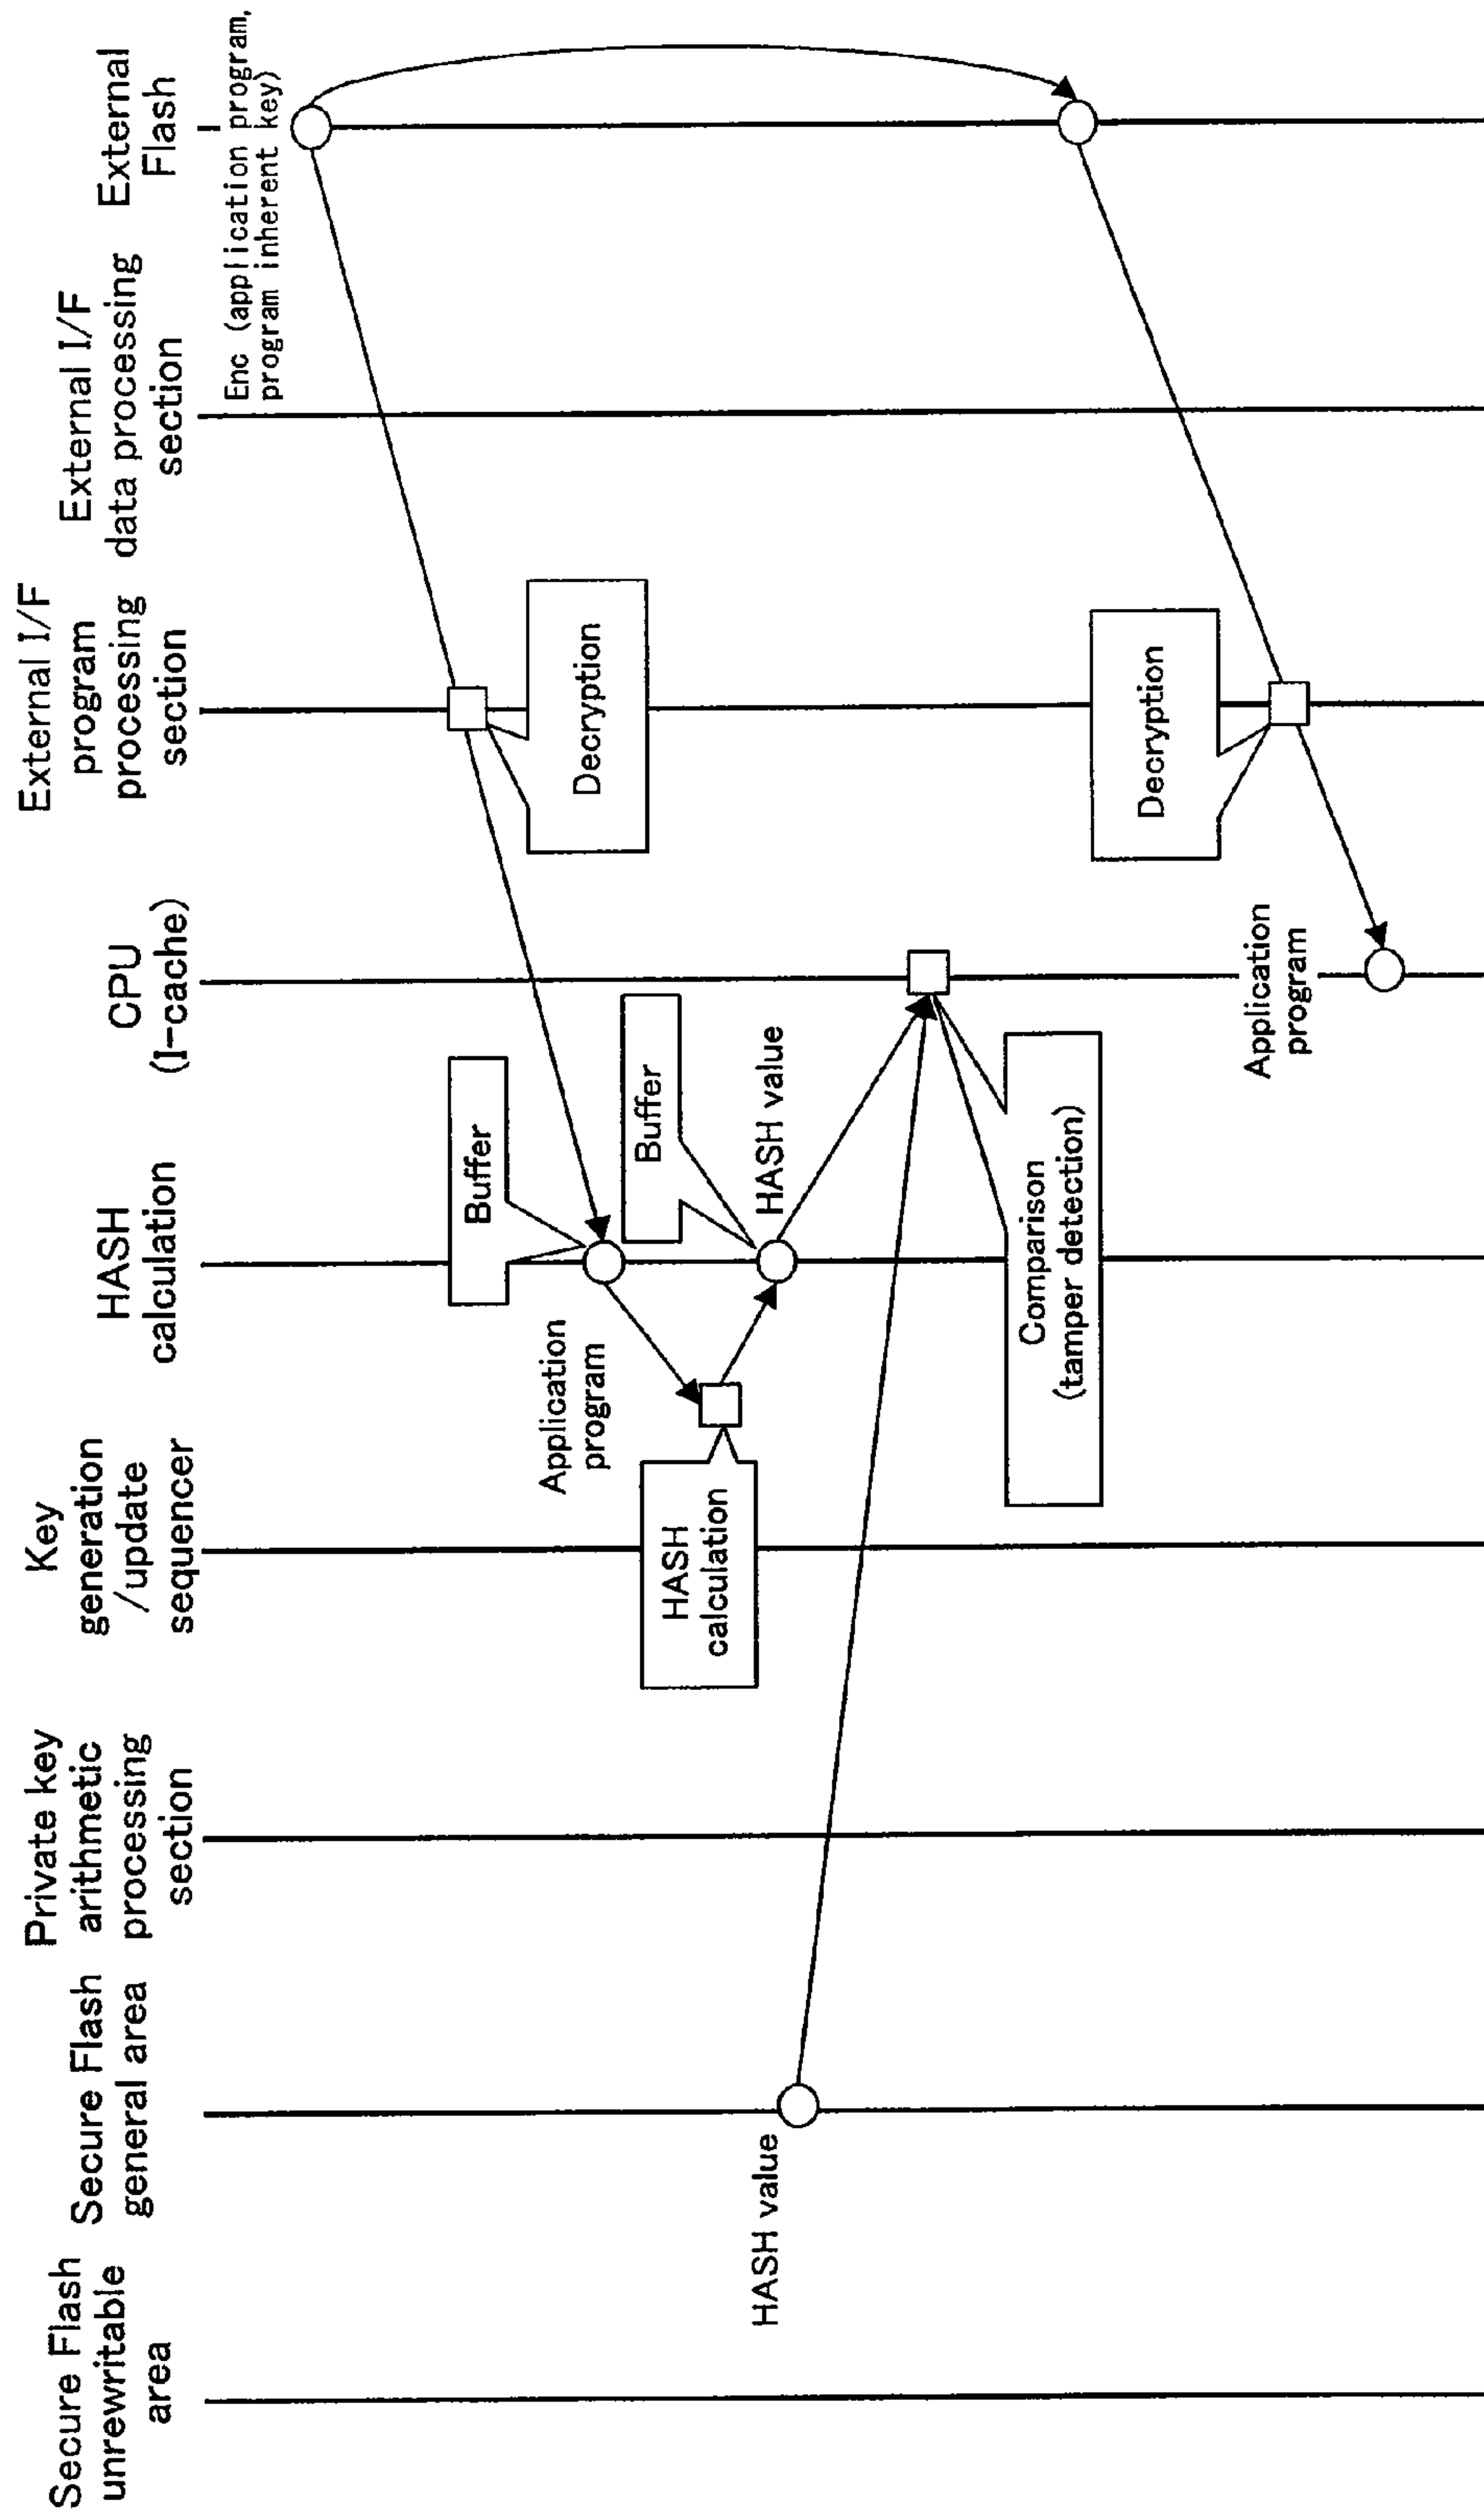 Secure Flash
unrewritable
area
Secure Flash
general area
Private key
arithmetic
processing
section
Key
generation
/update
sequencer
HASH
calculation
CPU
(I-cache)
External I/F
program
processing
section
External I/F
data processing
section
External
Flash
Enc (application program,
program inherent key)
Decryption
Buffer
Application
program
HASH
calculation
Buffer
HASH value
HASH value
Comparison
(tamper detection)
Decryption
Application
program